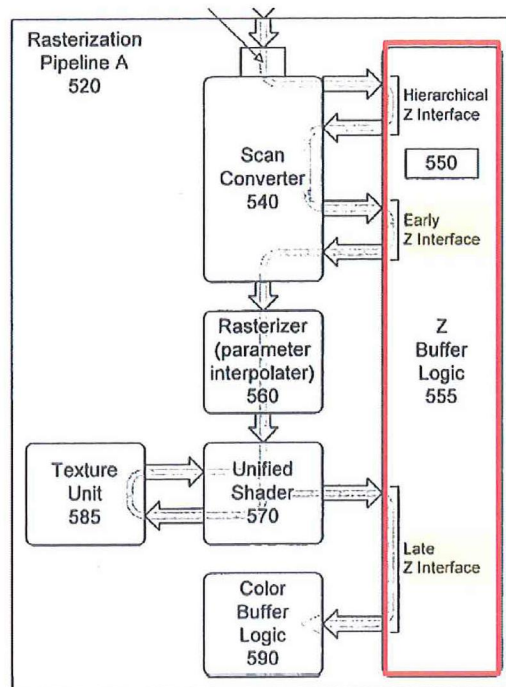 Rasterization
Pipeline A
520
Scan
Converter
540
Hierarchical
Z Interface
550
Early
Z Interface
Rasterizer
(parameter
interpolater)
560
Z
Buffer
Logic
555
Texture
Unit
585
Unified
Shader
570
Late
Z Interface
Color
Buffer
Logic
590